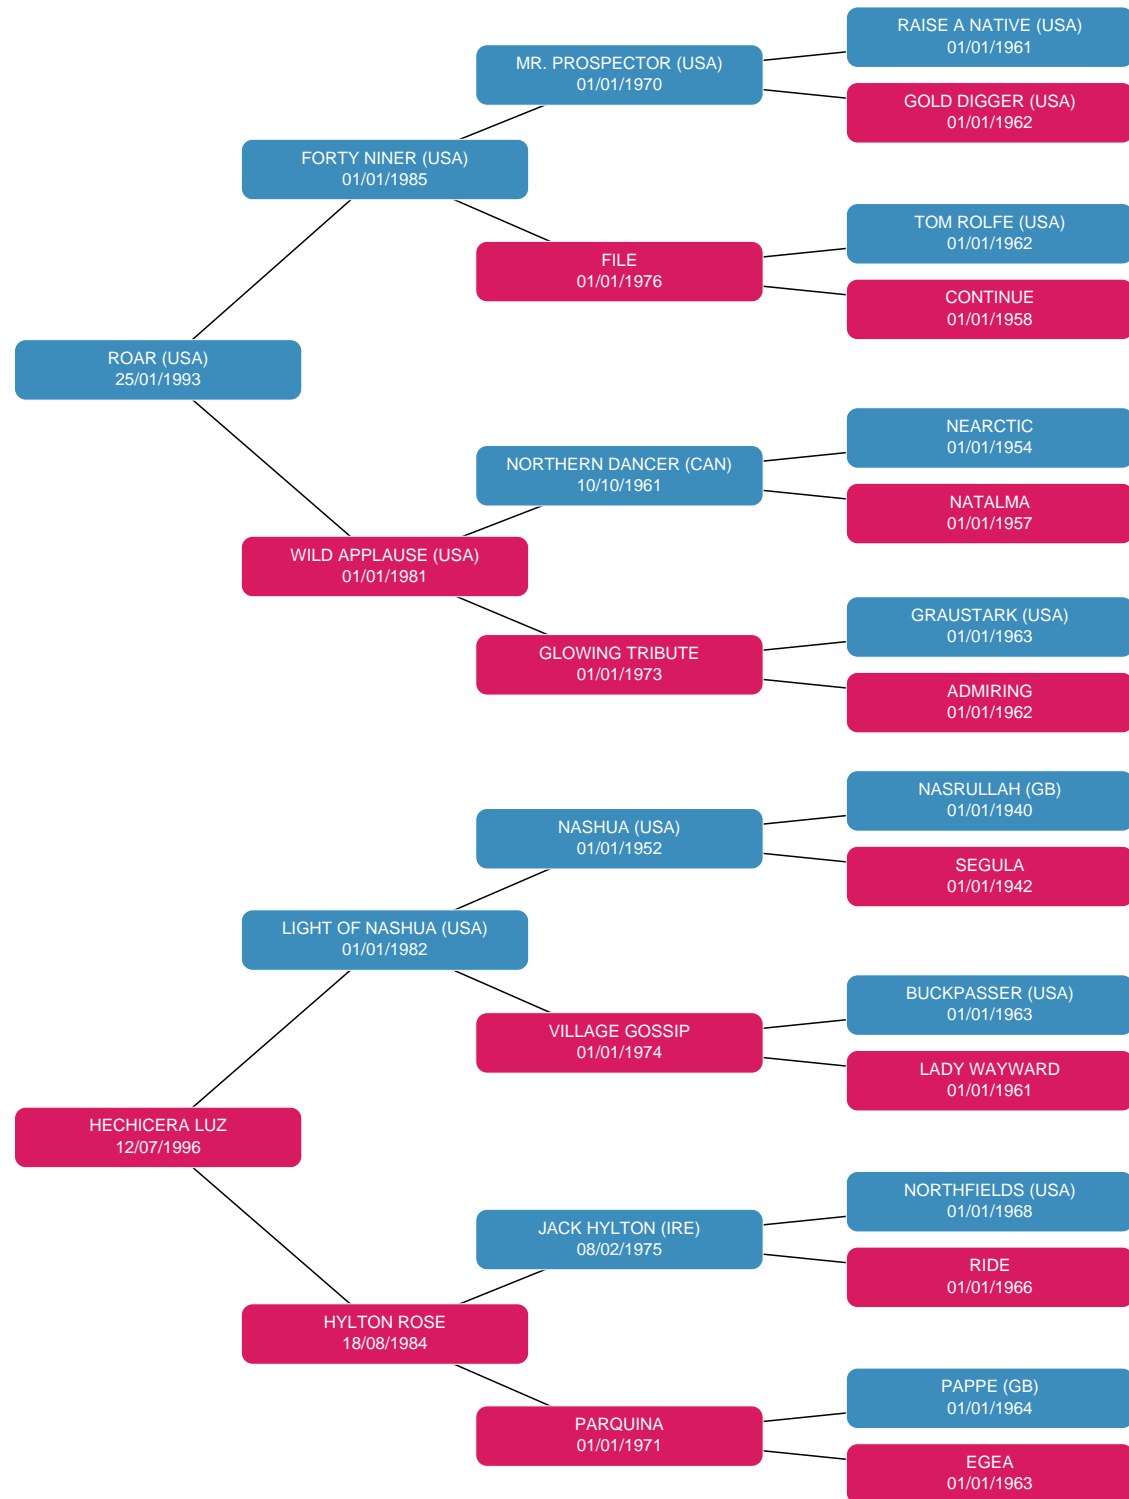 RAISE A NATIVE (USA)
01/01/1961
MR. PROSPECTOR (USA)
01/01/1970
GOLD DIGGER (USA)
01/01/1962
FORTY NINER (USA)
01/01/1985
TOM ROLFE (USA)
01/01/1962
FILE
01/01/1976
CONTINUE
01/01/1958
ROAR (USA)
25/01/1993
NEARCTIC
01/01/1954
NORTHERN DANCER (CAN)
10/10/1961
NATALMA
01/01/1957
WILD APPLAUSE (USA)
01/01/1981
GRAUSTARK (USA)
01/01/1963
GLOWING TRIBUTE
01/01/1973
ADMIRING
01/01/1962
NASRULLAH (GB)
01/01/1940
NASHUA (USA)
01/01/1952
SEGULA
01/01/1942
LIGHT OF NASHUA (USA)
01/01/1982
BUCKPASSER (USA)
01/01/1963
VILLAGE GOSSIP
01/01/1974
LADY WAYWARD
01/01/1961
HECHICERA LUZ
12/07/1996
NORTHFIELDS (USA)
01/01/1968
JACK HYLTON (IRE)
08/02/1975
RIDE
01/01/1966
HYLTON ROSE
18/08/1984
PAPPE (GB)
01/01/1964
PARQUINA
01/01/1971
EGEA
01/01/1963